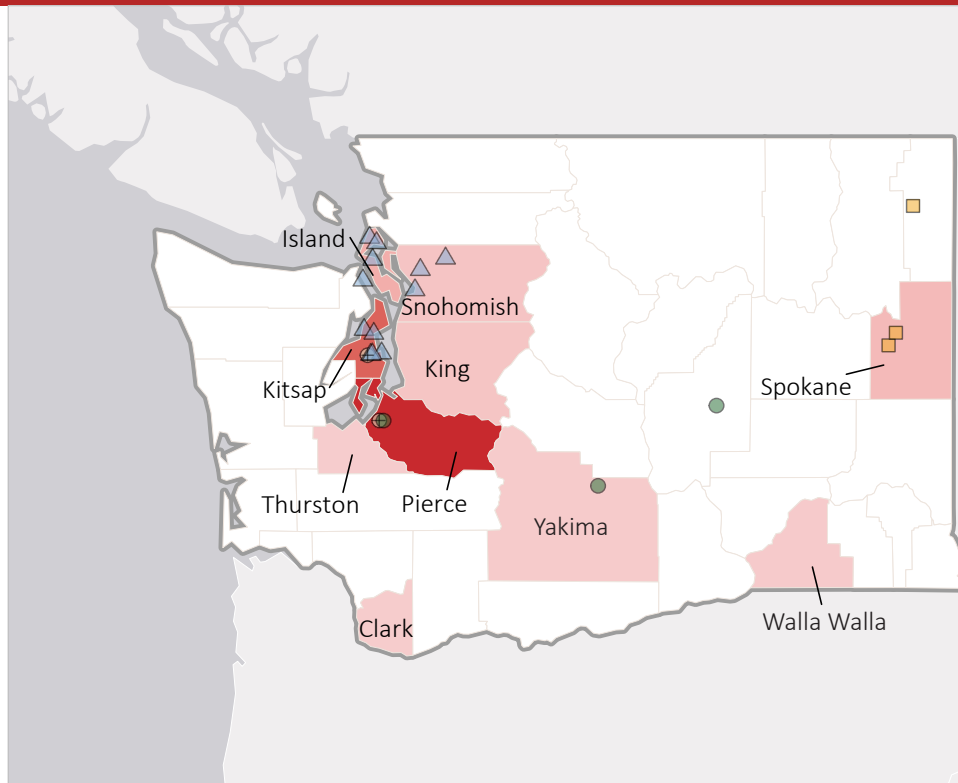 Island
Snohomish
King
Kitsap
Spokane
Thurston
Pierce
Yakima
Walla Walla
Clark